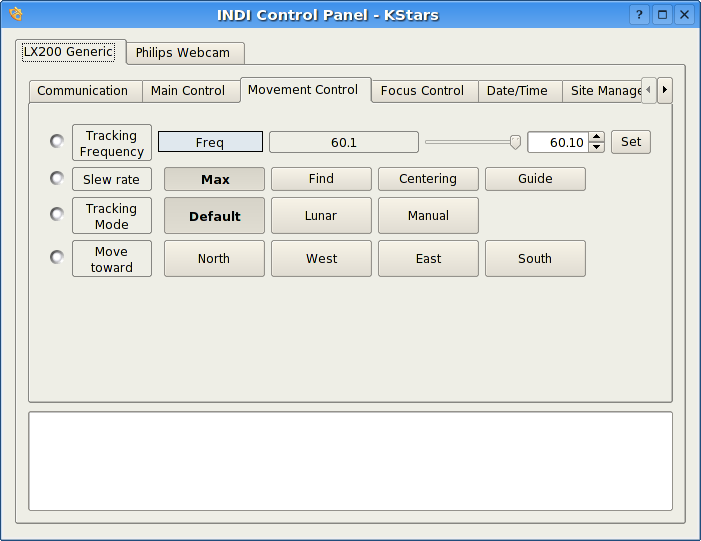 INDI Control Panel - KStars
?
LX200 Generic Philips Webcam
Communication Main Control Movement Control Focus Control Date/Time Site Manage
Tracking
Frequency
Freq 60.1 60.10 Set
Slew rate Max Find Centering Guide
Tracking
Mode
Default Lunar Manual
Move
toward
North West East South